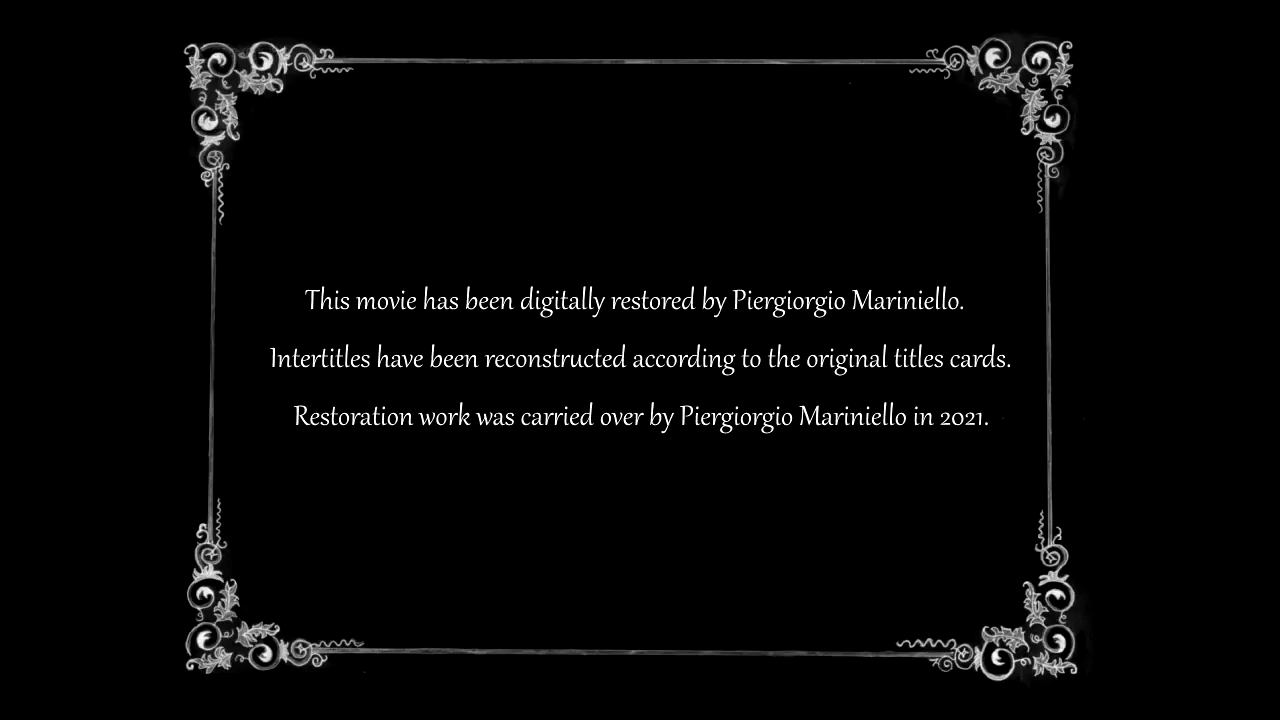 This movie has been digitally restored by Piergiorgio Mariniello.
Intertitles have been reconstructed according to the original titles cards.
Restoration work was carried over by Piergiorgio Mariniello in 2021.